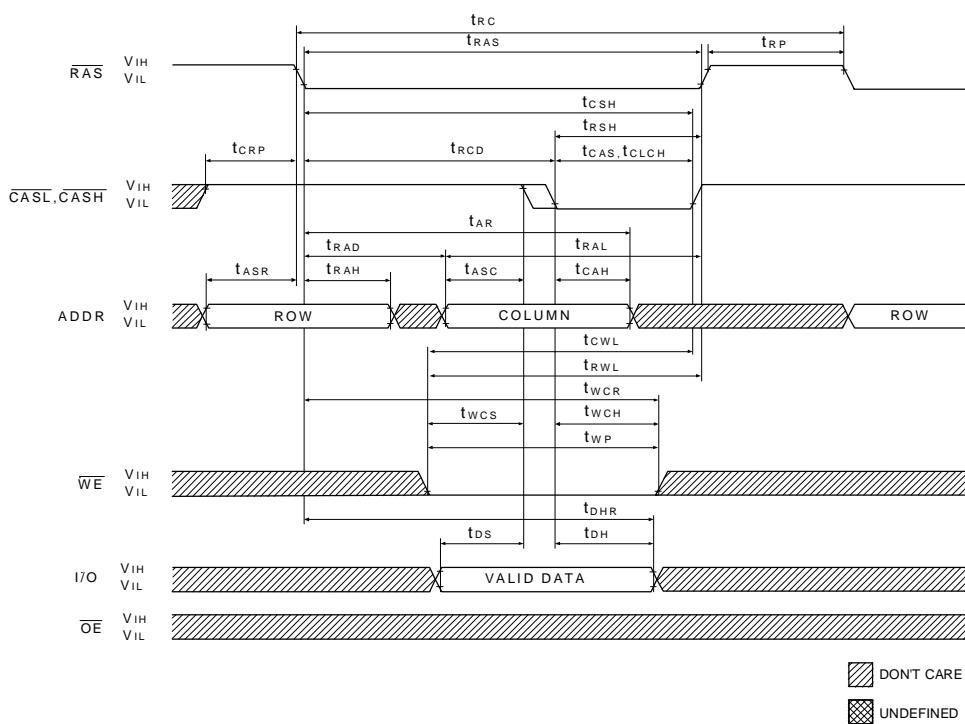 tRC
tRAS
tRP
RAS
VIH
VIL
tCSH
tRSH
tCRP
tRCD
tCAS,tCLCH
CASL,CASH
VIH
VIL
tAR
tRAD
tRAL
tASR
tRAH
tASC
tCAH
ADDR
VIH
VIL
ROW
COLUMN
ROW
tCWL
tRWL
tWCR
tWCS
tWCH
tWP
WE
VIH
VIL
tDHR
tDS
tDH
I/O
VIH
VIL
VALID DATA
OE
VIH
VIL
DON'T CARE
UNDEFINED